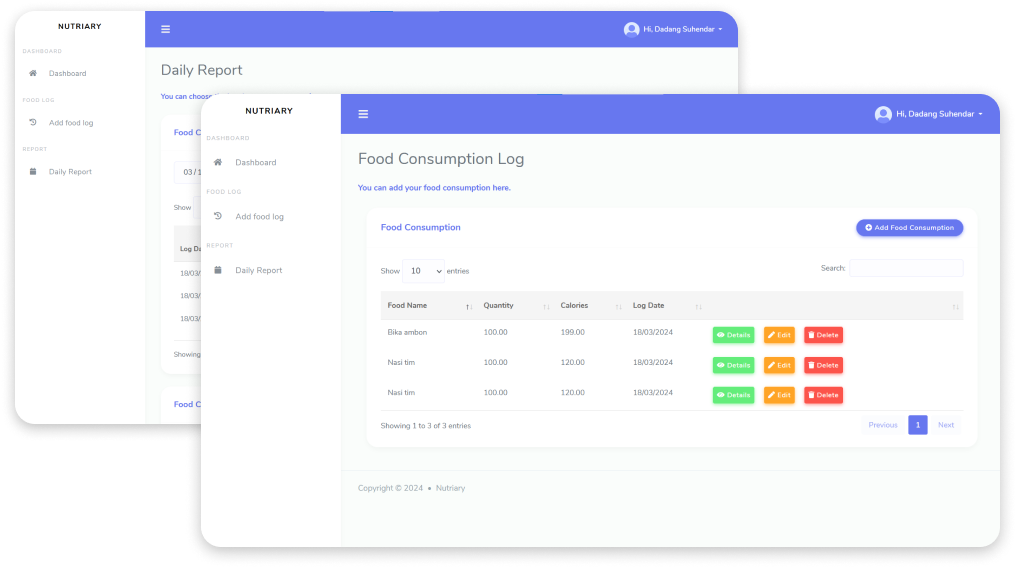 NUTRIARY
Hi, Dadang Suhendar
DASHBOARD
Dashboard
FOOD LOG
Add food log
REPORT
Daily Report
Daily Report
You can choose
Food C
03 / 1
Show
Log Da
18/03/
18/03/
18/03/
Showing
Food C
NUTRIARY
Hi, Dadang Suhendar
DASHBOARD
Dashboard
FOOD LOG
Add food log
REPORT
Daily Report
Food Consumption Log
You can add your food consumption here.
Food Consumption
Add Food Consumption
Show 10 entries
Search:
Food Name Quantity Calories Log Date
Bika ambon 100.00 199.00 18/03/2024 Details Edit Delete
Nasi tim 100.00 120.00 18/03/2024 Details Edit Delete
Nasi tim 100.00 120.00 18/03/2024 Details Edit Delete
Showing 1 to 3 of 3 entries
Previous 1 Next
Copyright © 2024 • Nutriary